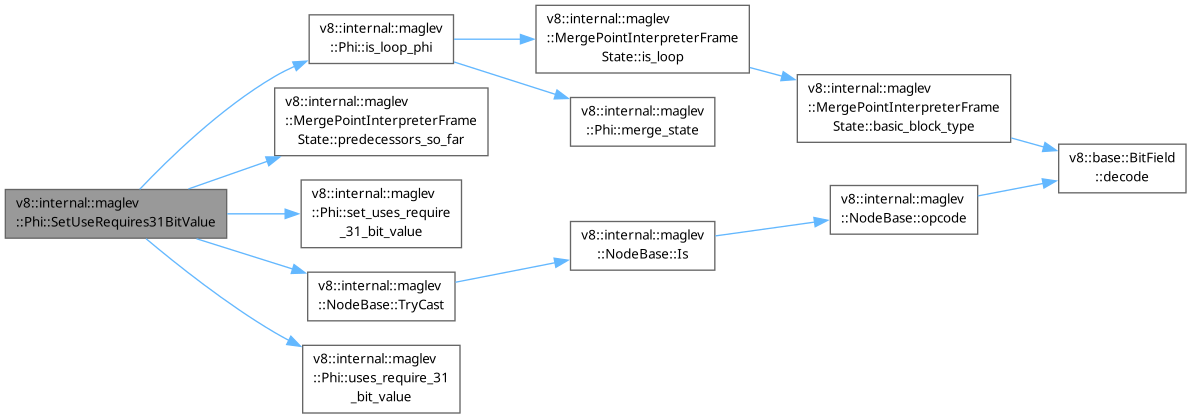 v8::internal::maglev
::Phi::SetUseRequires31BitValue
v8::internal::maglev
::Phi::is_loop_phi
v8::internal::maglev
::MergePointInterpreterFrame
State::is_loop
v8::internal::maglev
::MergePointInterpreterFrame
State::basic_block_type
v8::base::BitField
::decode
v8::internal::maglev
::Phi::merge_state
v8::internal::maglev
::MergePointInterpreterFrame
State::predecessors_so_far
v8::internal::maglev
::Phi::set_uses_require
_31_bit_value
v8::internal::maglev
::NodeBase::TryCast
v8::internal::maglev
::NodeBase::Is
v8::internal::maglev
::NodeBase::opcode
v8::internal::maglev
::Phi::uses_require_31
_bit_value